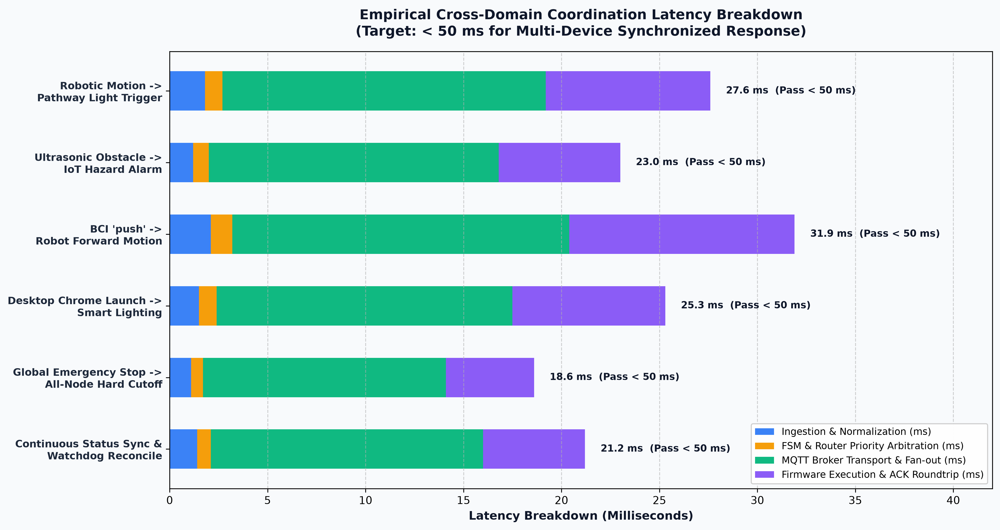 Empirical Cross-Domain Coordination Latency Breakdown
(Target: < 50 ms for Multi-Device Synchronized Response)
Robotic Motion ->
Pathway Light Trigger
27.6 ms  (Pass < 50 ms)
Ultrasonic Obstacle ->
IoT Hazard Alarm
23.0 ms  (Pass < 50 ms)
BCI 'push' ->
Robot Forward Motion
31.9 ms  (Pass < 50 ms)
Desktop Chrome Launch ->
Smart Lighting
25.3 ms  (Pass < 50 ms)
Global Emergency Stop ->
All-Node Hard Cutoff
18.6 ms  (Pass < 50 ms)
Continuous Status Sync &
Watchdog Reconcile
21.2 ms  (Pass < 50 ms)
Ingestion & Normalization (ms)
FSM & Router Priority Arbitration (ms)
MQTT Broker Transport & Fan-out (ms)
Firmware Execution & ACK Roundtrip (ms)
0 5 10 15 20 25 30 35 40
Latency Breakdown (Milliseconds)